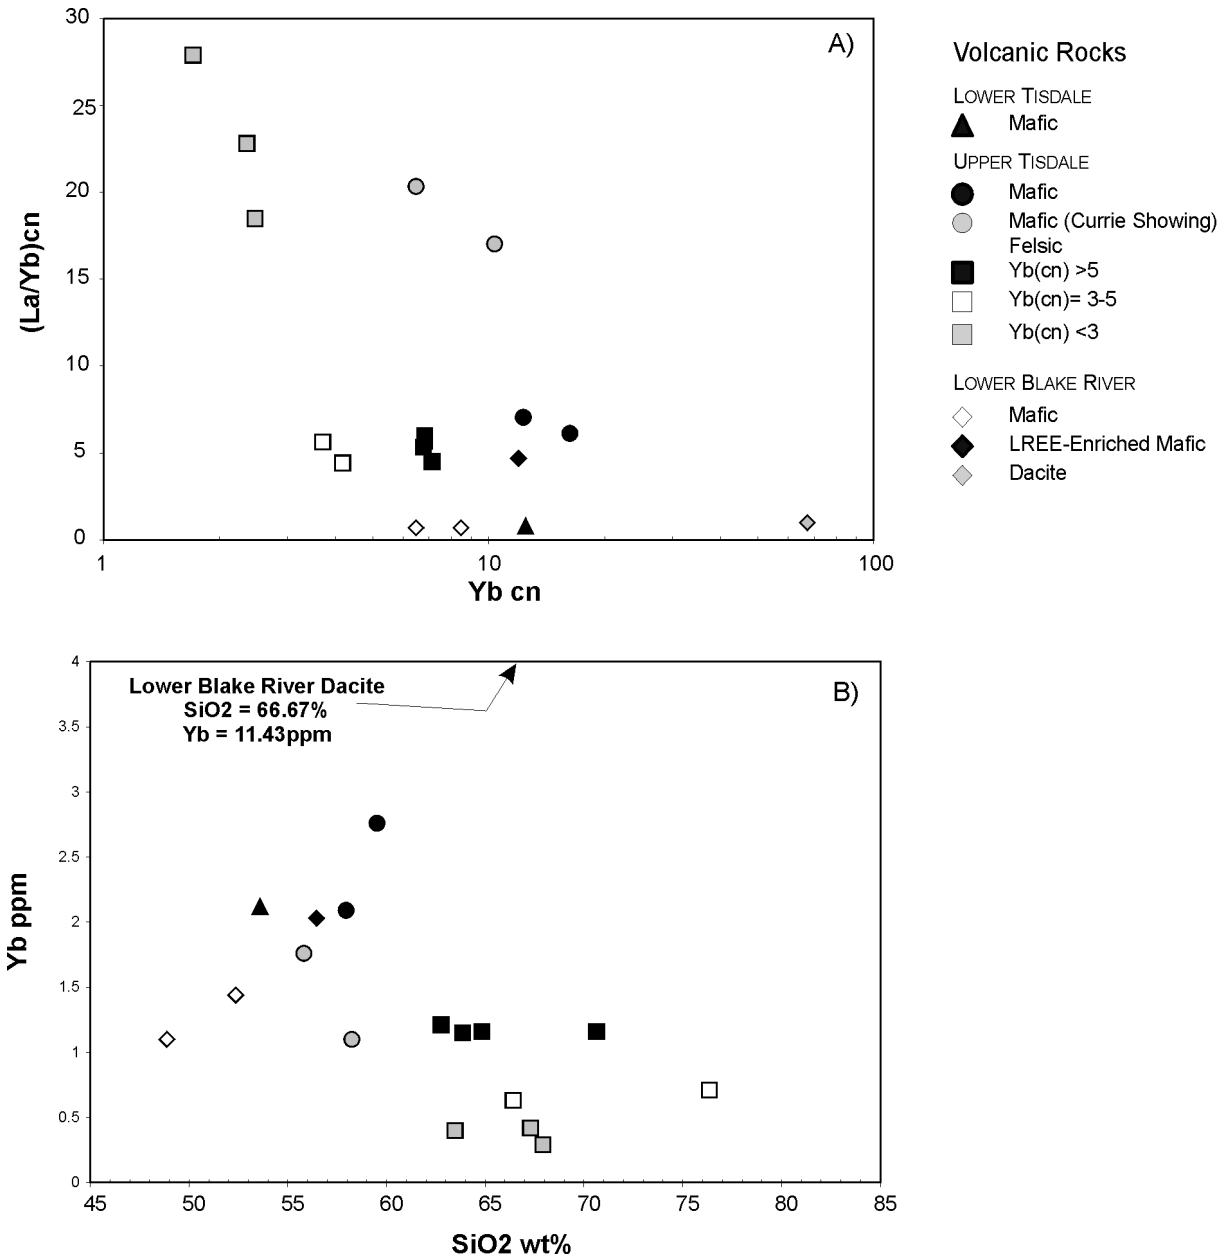 A)
30
25
20
15
10
5
0
1
10
100
(La/Yb)cn
Yb cn
Volcanic Rocks
LOWER TISDALE
Mafic
UPPER TISDALE
Mafic
Mafic (Currie Showing)
Felsic
Yb(cn) >5
Yb(cn)= 3-5
Yb(cn) <3
LOWER BLAKE RIVER
Mafic
LREE-Enriched Mafic
Dacite
B)
Lower Blake River Dacite
SiO2 = 66.67%
Yb = 11.43ppm
4
3.5
3
2.5
2
1.5
1
0.5
0
45
50
55
60
65
70
75
80
85
Yb ppm
SiO2 wt%